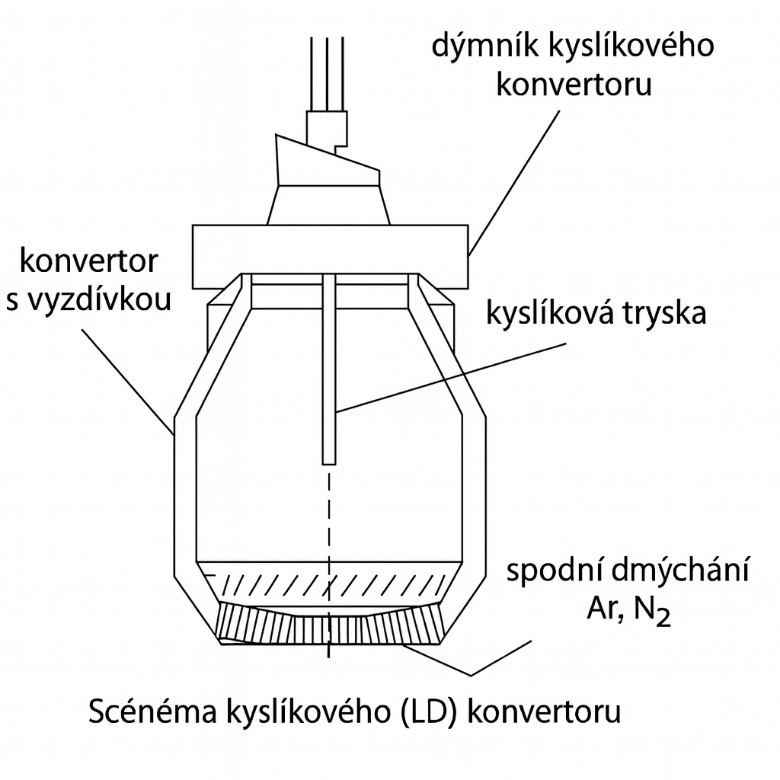 dýmník kyslíkového
konvertoru
konvertor
s vyzdívkou
kyslíková tryska
spodní dmýchání
Ar, N₂
Scénéma kyslíkového (LD) konvertoru